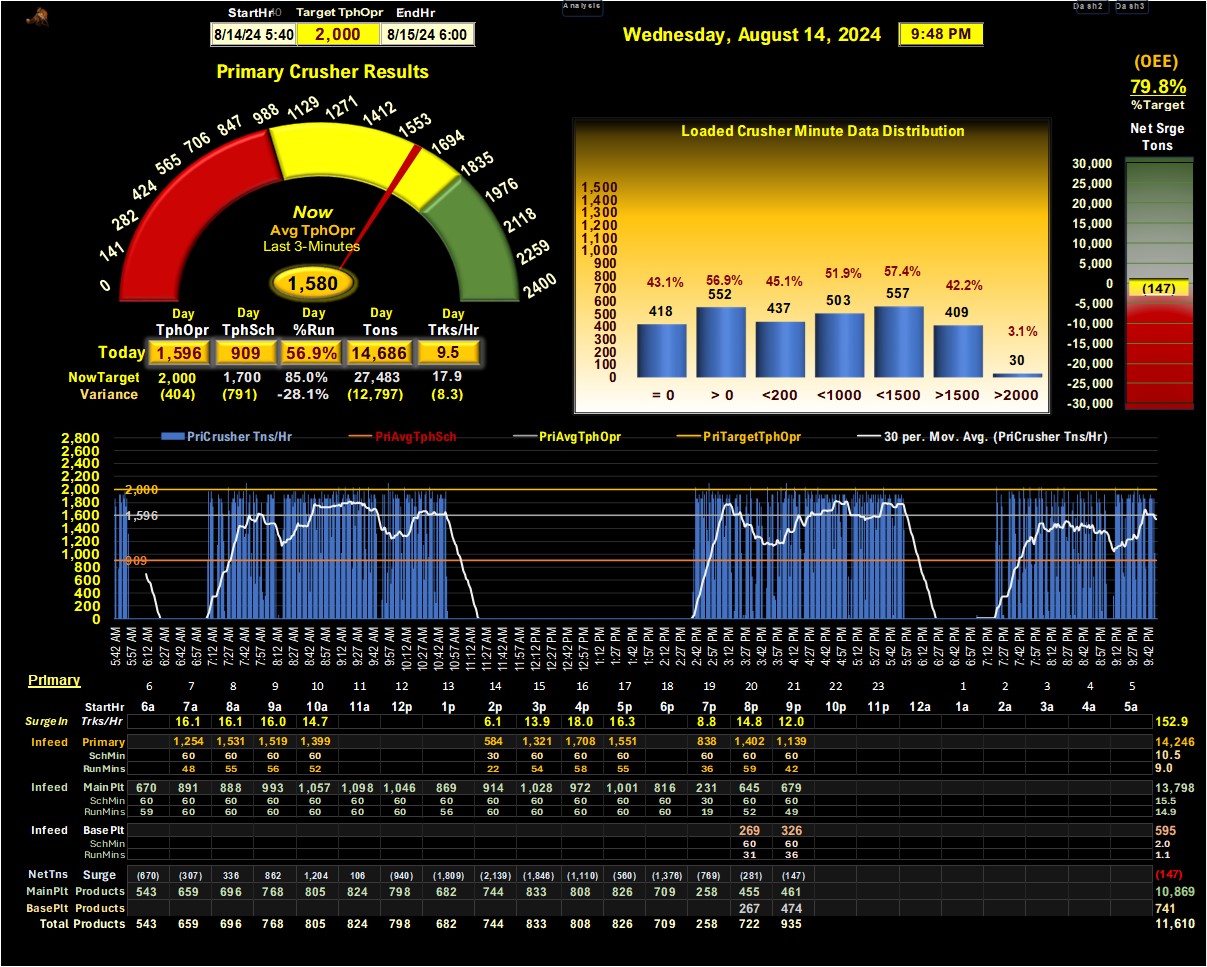 Analysis
Dash2 Dash3
StartHr Target TphOpr EndHr
8/14/24 5:40 2,000 8/15/24 6:00
Wednesday, August 14, 2024 9:48 PM
(OEE)
79.8%
%Target
Primary Crusher Results
0 141 282 424 565 706 847 988 1129 1271 1412 1553 1694 1835 1976 2118 2259 2400
Now
Avg TphOpr
Last 3-Minutes
1,580
Day Day Day Day Day
TphOpr TphSch %Run Tons Trks/Hr
Today 1,596 909 56.9% 14,686 9.5
NowTarget 2,000 1,700 85.0% 27,483 17.9
Variance (404) (791) -28.1% (12,797) (8.3)
Loaded Crusher Minute Data Distribution
1,500
1,400
1,300
1,200
1,100
1,000
900
800
700
600
500
400
300
200
100
0
43.1% 56.9% 45.1% 51.9% 57.4% 42.2% 3.1%
418 552 437 503 557 409 30
= 0 > 0 <200 <1000 <1500 >1500 >2000
Net Srge
Tons
30,000
25,000
20,000
15,000
10,000
5,000
0
(147)
-5,000
-10,000
-15,000
-20,000
-25,000
-30,000
PriCrusher Tns/Hr PriAvgTphSch PriAvgTphOpr PriTargetTphOpr 30 per. Mov. Avg. (PriCrusher Tns/Hr)
2,800
2,600
2,400
2,200
2,000
1,800
1,600
1,400
1,200
1,000
800
600
400
200
0
2,000
1,596
909
5:42 AM 5:57 AM 6:12 AM 6:27 AM 6:42 AM 6:57 AM 7:12 AM 7:27 AM 7:42 AM 7:57 AM 8:12 AM 8:27 AM 8:42 AM 8:57 AM 9:12 AM 9:27 AM 9:42 AM 9:57 AM 10:12 AM 10:27 AM 10:42 AM 10:57 AM 11:12 AM 11:27 AM 11:42 AM 11:57 AM 12:12 PM 12:27 PM 12:42 PM 12:57 PM 1:12 PM 1:27 PM 1:42 PM 1:57 PM 2:12 PM 2:27 PM 2:42 PM 2:57 PM 3:12 PM 3:27 PM 3:42 PM 3:57 PM 4:12 PM 4:27 PM 4:42 PM 4:57 PM 5:12 PM 5:27 PM 5:42 PM 5:57 PM 6:12 PM 6:27 PM 6:42 PM 6:57 PM 7:12 PM 7:27 PM 7:42 PM 7:57 PM 8:12 PM 8:27 PM 8:42 PM 8:57 PM 9:12 PM 9:27 PM 9:42 PM
Primary
6 7 8 9 10 11 12 13 14 15 16 17 18 19 20 21 22 23 1 2 3 4 5
StartHr 6a 7a 8a 9a 10a 11a 12p 1p 2p 3p 4p 5p 6p 7p 8p 9p 10p 11p 12a 1a 2a 3a 4a 5a
SurgeIn Trks/Hr 16.1 16.1 16.0 14.7 6.1 13.9 18.0 16.3 8.8 14.8 12.0 152.9
Infeed Primary 1,254 1,531 1,519 1,399 584 1,321 1,708 1,551 838 1,402 1,139 14,246
SchMin 60 60 60 60 30 60 60 60 60 60 60 10.5
RunMins 48 55 56 52 22 54 58 55 36 59 42 9.0
Infeed MainPlt 670 891 888 993 1,057 1,098 1,046 869 914 1,028 972 1,001 816 231 645 679 13,798
SchMin 60 60 60 60 60 60 60 60 60 60 60 60 60 30 60 60 15.5
RunMins 59 60 60 60 60 60 60 56 60 60 60 60 60 19 52 49 14.9
Infeed Base Plt 269 326 595
SchMin 60 60 2.0
RunMins 31 36 1.1
NetTns Surge (670) (307) 336 862 1,204 106 (940) (1,809) (2,139) (1,846) (1,110) (560) (1,376) (769) (281) (147) (147)
MainPlt Products 543 659 696 768 805 824 798 682 744 833 808 826 709 258 455 461 10,869
BasePlt Products 267 474 741
Total Products 543 659 696 768 805 824 798 682 744 833 808 826 709 258 722 935 11,610